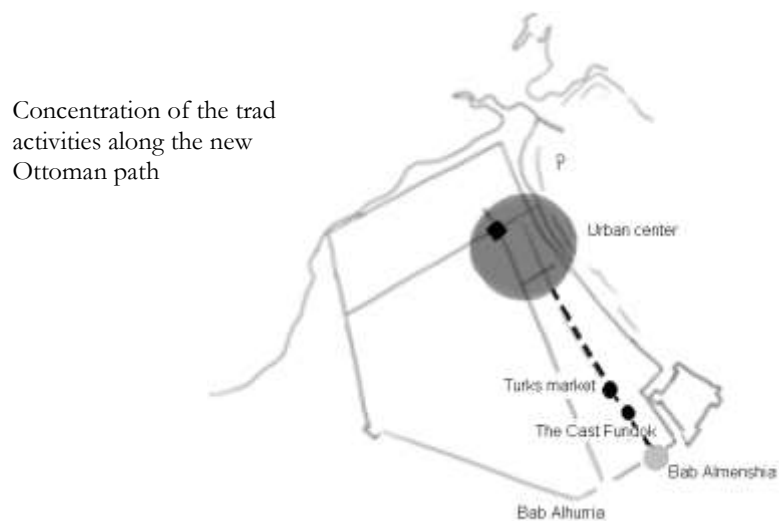 Concentration of the trad
activities along the new
Ottoman path
P
Urban center
Turks market
The Cast Fundok
Bab Almenshia
Bab Alhurria